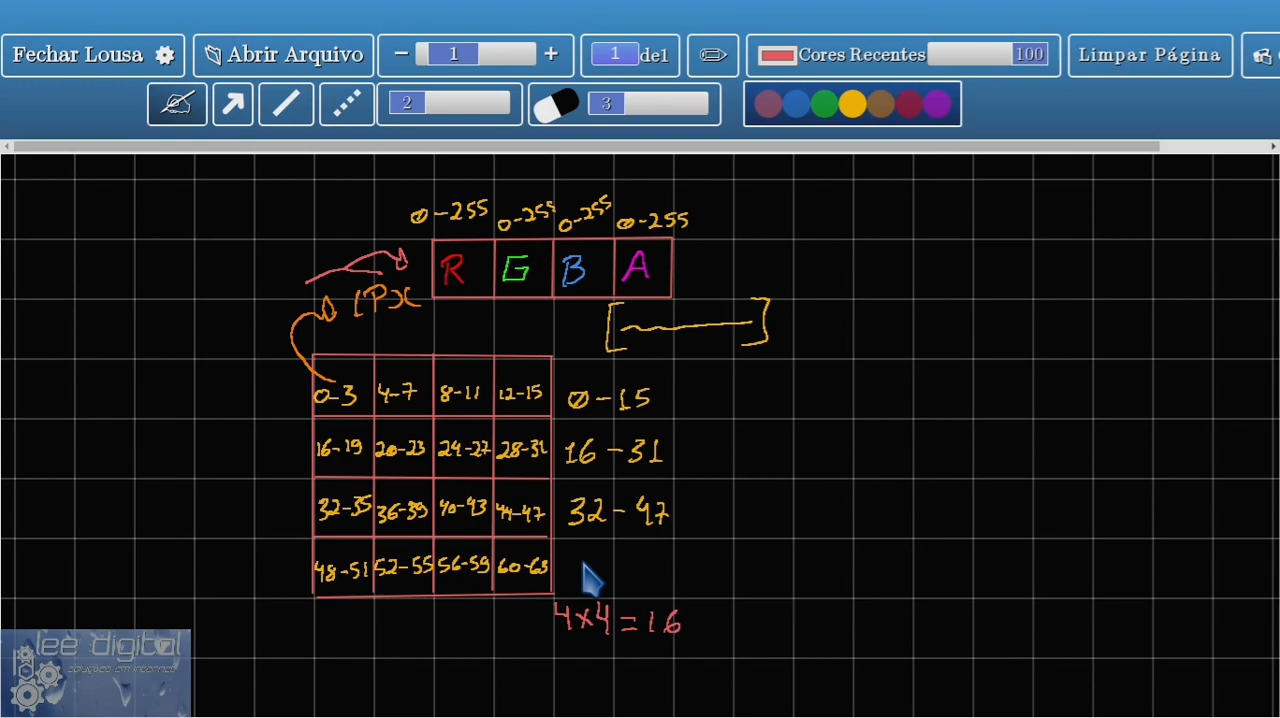 Fechar Lousa Abrir Arquivo − 1 + 1 de1 Cores Recentes 100 Limpar Página
2 3
0-255 0-255 0-255 0-255
R G B A
0-3 4-7 8-11 12-15 0-15
16-19 20-23 24-27 28-31 16-31
32-35 36-39 40-43 44-47 32-47
48-51 52-55 56-59 60-63
4x4=16
lee digital
soluções em internet